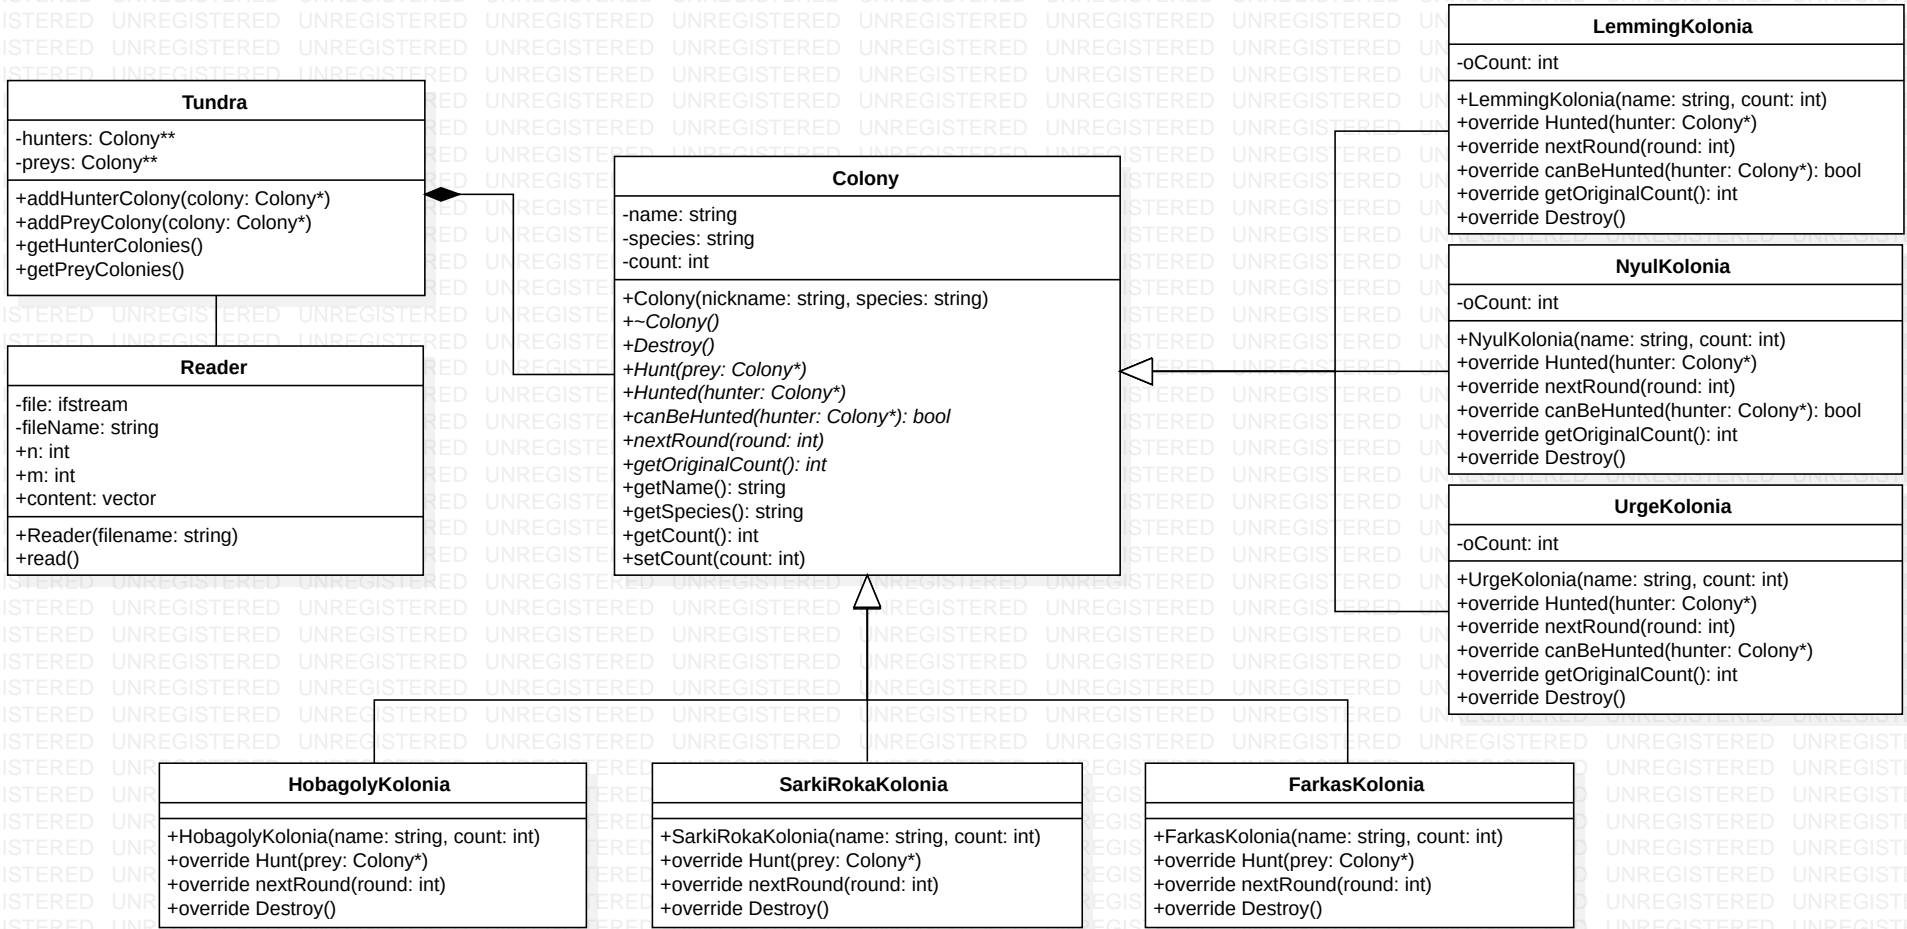 Tundra
-hunters: Colony**
-preys: Colony**
+addHunterColony(colony: Colony*)
+addPreyColony(colony: Colony*)
+getHunterColonies()
+getPreyColonies()
Reader
-file: ifstream
-fileName: string
+n: int
+m: int
+content: vector
+Reader(filename: string)
+read()
Colony
-name: string
-species: string
-count: int
+Colony(nickname: string, species: string)
+~Colony()
+Destroy()
+Hunt(prey: Colony*)
+Hunted(hunter: Colony*)
+canBeHunted(hunter: Colony*): bool
+nextRound(round: int)
+getOriginalCount(): int
+getName(): string
+getSpecies(): string
+getCount(): int
+setCount(count: int)
LemmingKolonia
-oCount: int
+LemmingKolonia(name: string, count: int)
+override Hunted(hunter: Colony*)
+override nextRound(round: int)
+override canBeHunted(hunter: Colony*): bool
+override getOriginalCount(): int
+override Destroy()
NyulKolonia
-oCount: int
+NyulKolonia(name: string, count: int)
+override Hunted(hunter: Colony*)
+override nextRound(round: int)
+override canBeHunted(hunter: Colony*): bool
+override getOriginalCount(): int
+override Destroy()
UrgeKolonia
-oCount: int
+UrgeKolonia(name: string, count: int)
+override Hunted(hunter: Colony*)
+override nextRound(round: int)
+override canBeHunted(hunter: Colony*)
+override getOriginalCount(): int
+override Destroy()
HobagolyKolonia
+HobagolyKolonia(name: string, count: int)
+override Hunt(prey: Colony*)
+override nextRound(round: int)
+override Destroy()
SarkiRokaKolonia
+SarkiRokaKolonia(name: string, count: int)
+override Hunt(prey: Colony*)
+override nextRound(round: int)
+override Destroy()
FarkasKolonia
+FarkasKolonia(name: string, count: int)
+override Hunt(prey: Colony*)
+override nextRound(round: int)
+override Destroy()
UNREGISTERED